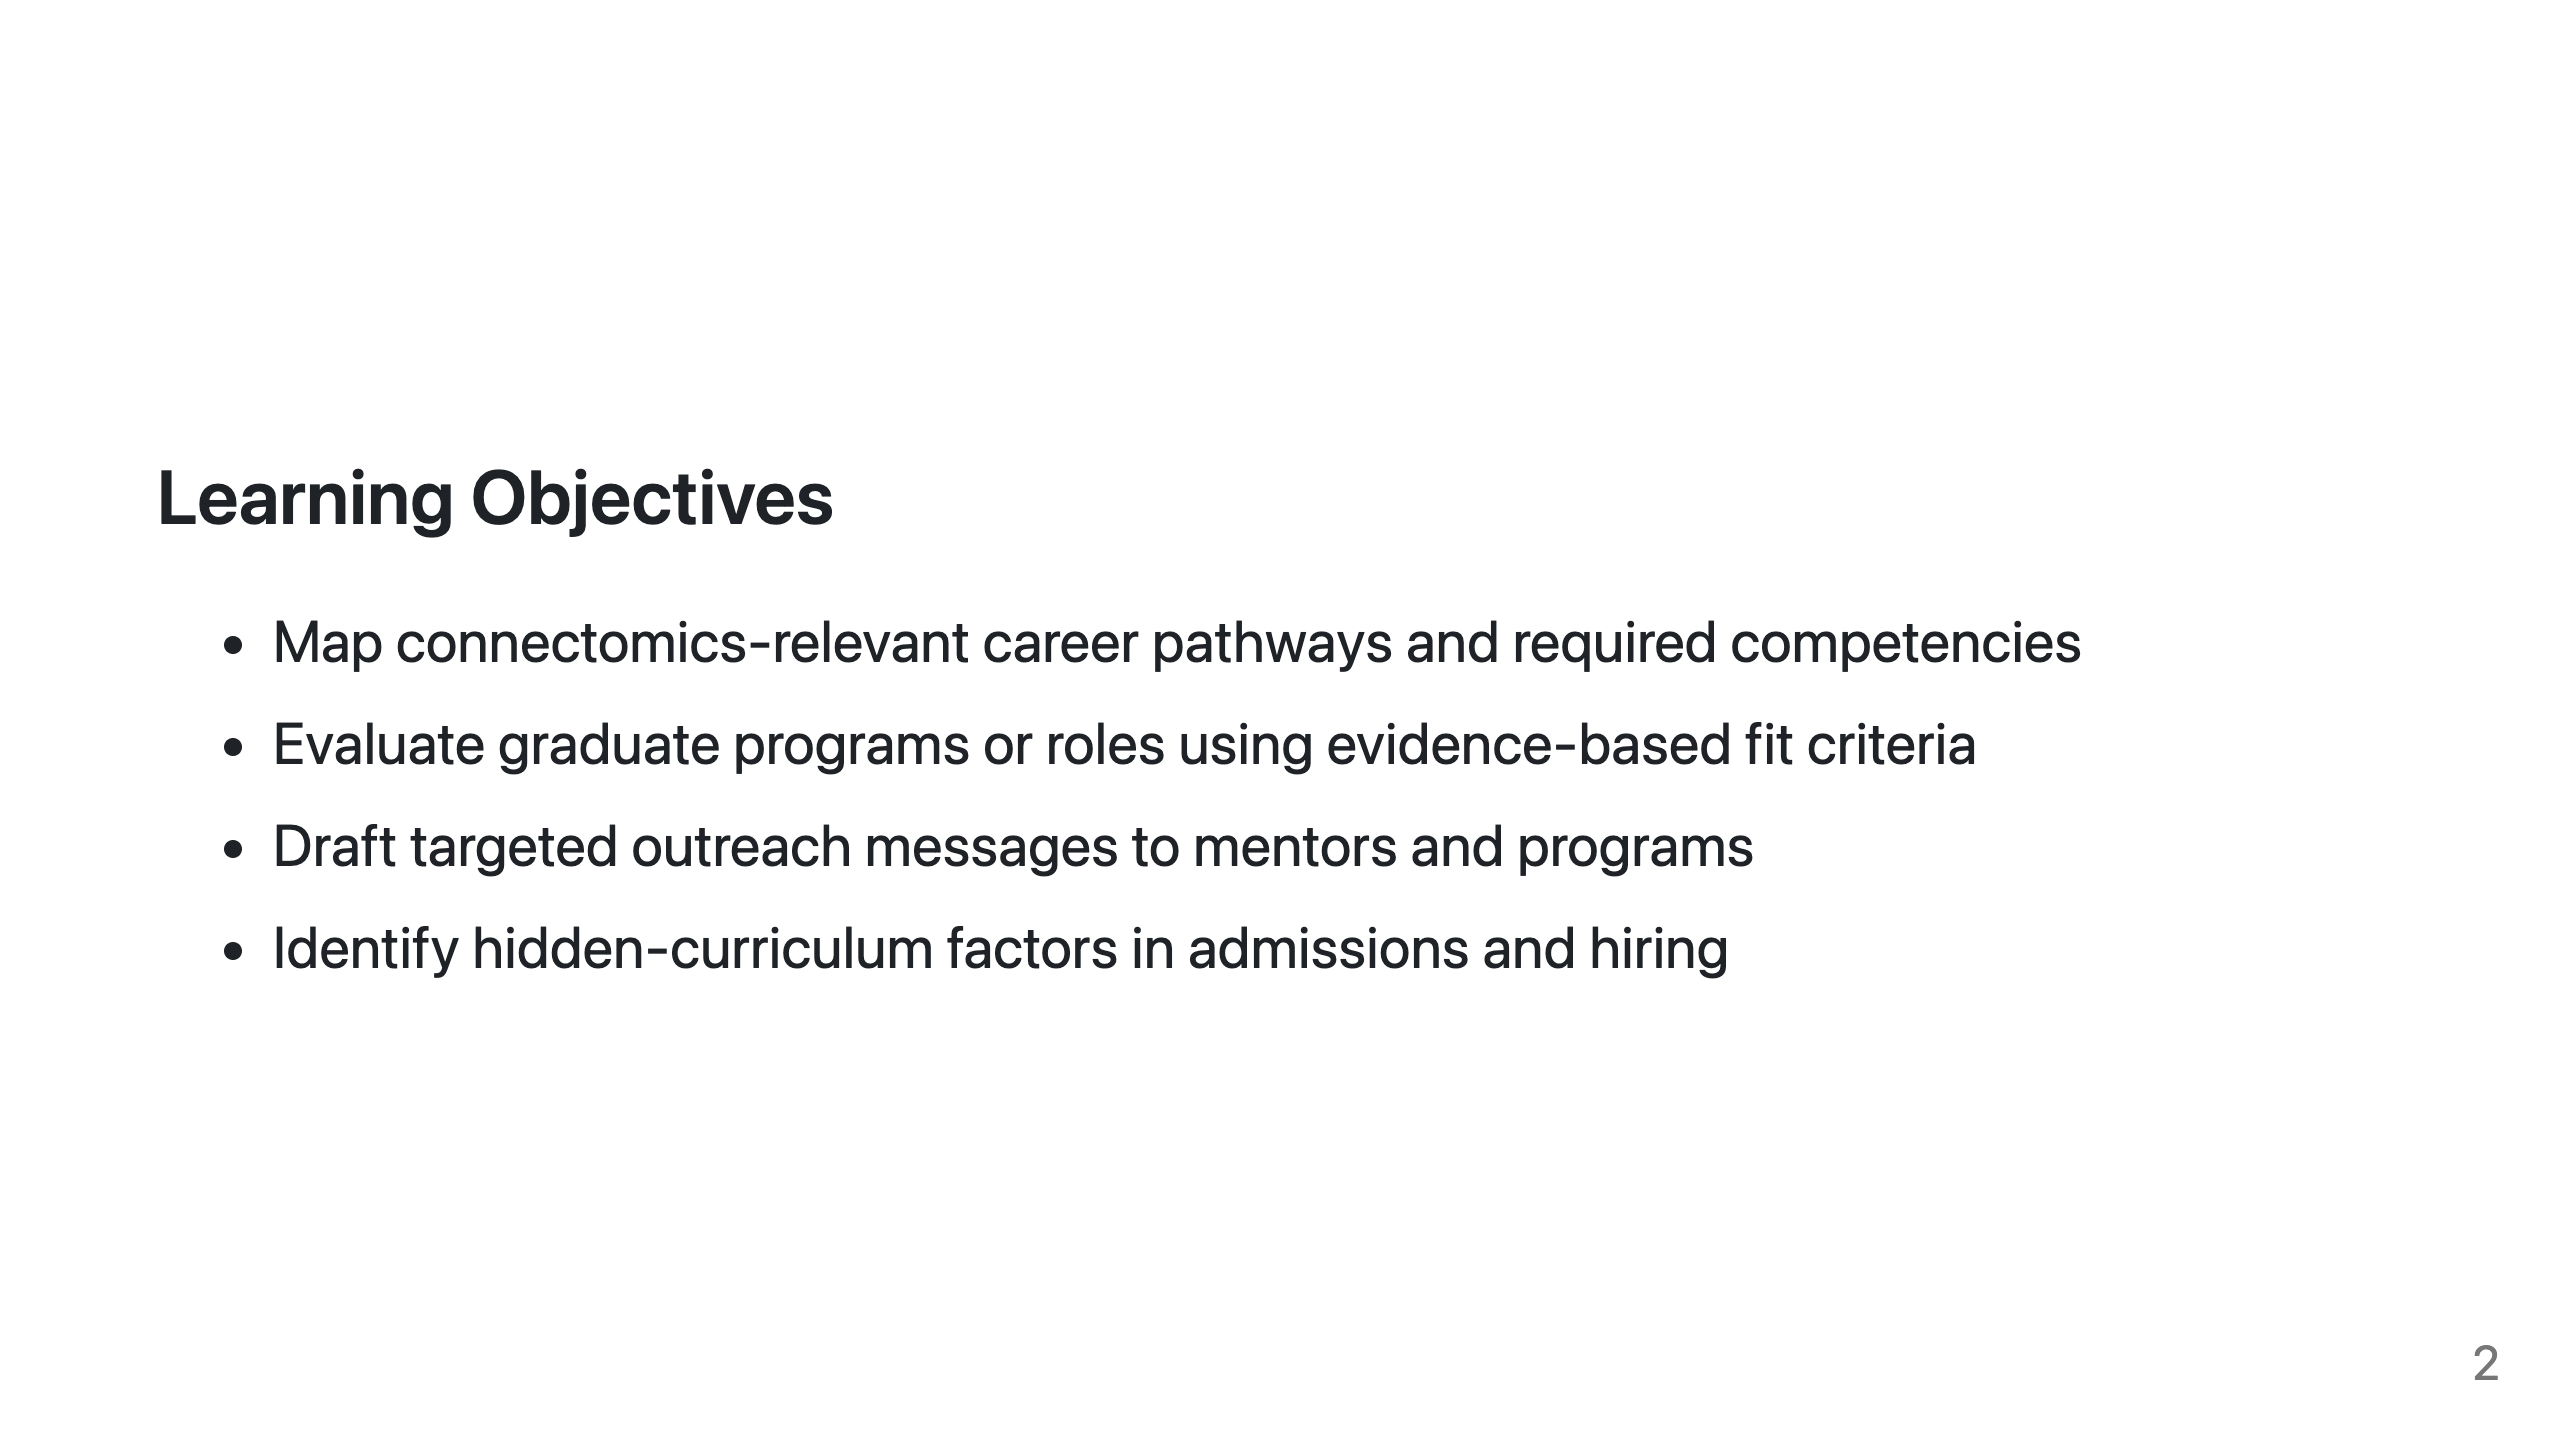 Learning Objectives
• Map connectomics-relevant career pathways and required competencies
• Evaluate graduate programs or roles using evidence-based fit criteria
• Draft targeted outreach messages to mentors and programs
• Identify hidden-curriculum factors in admissions and hiring
2